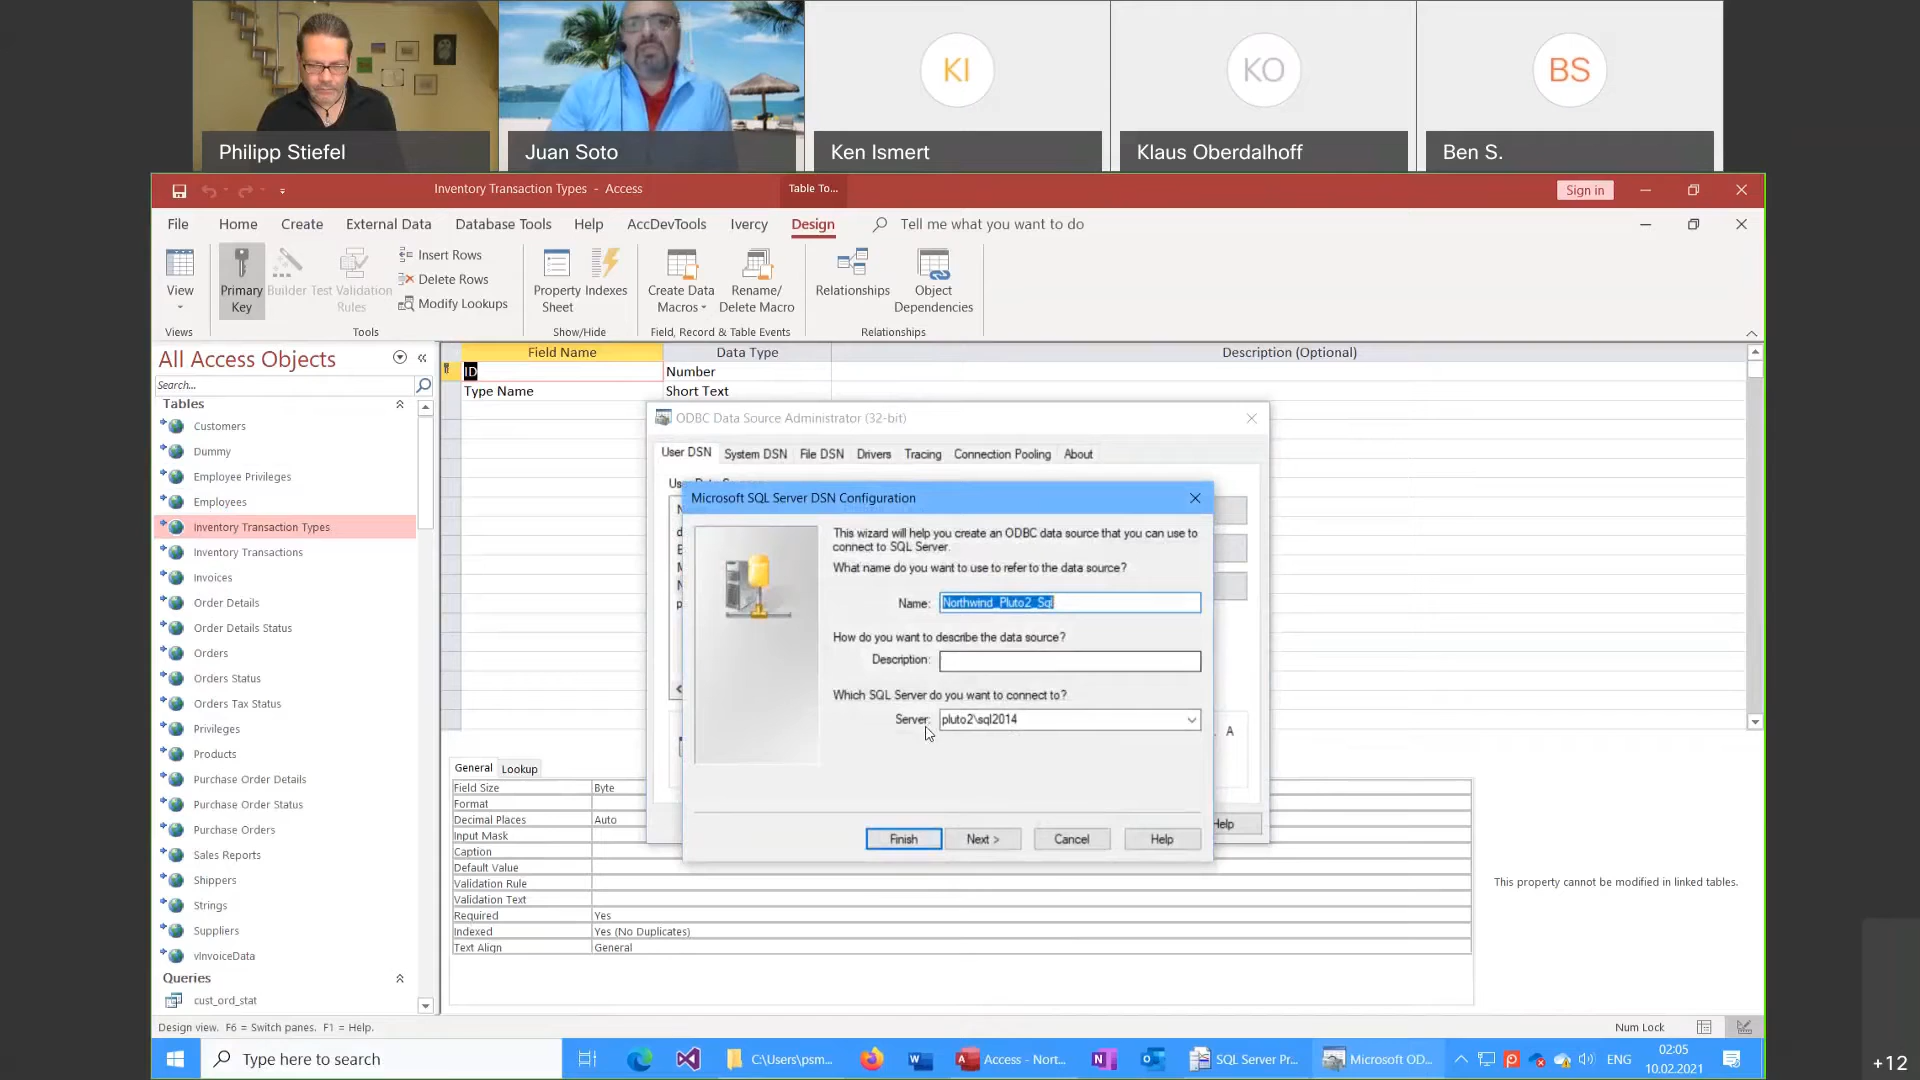 KI
KO
BS
Philipp Stiefel
Juan Soto
Ken Ismert
Klaus Oberdalhoff
Ben S.
Inventory Transaction Types - Access
Table To...
Sign in
File
Home
Create
External Data
Database Tools
Help
AccDevTools
Ivercy
Design
Tell me what you want to do
View
Primary Key
Builder
Test Validation Rules
Insert Rows
Delete Rows
Modify Lookups
Property Sheet
Indexes
Create Data Macros
Rename/ Delete Macro
Relationships
Object Dependencies
Views
Tools
Show/Hide
Field, Record & Table Events
Relationships
All Access Objects
Search...
Tables
Customers
Dummy
Employee Privileges
Employees
Inventory Transaction Types
Inventory Transactions
Invoices
Order Details
Order Details Status
Orders
Orders Status
Orders Tax Status
Privileges
Products
Purchase Order Details
Purchase Order Status
Purchase Orders
Sales Reports
Shippers
Strings
Suppliers
vInvoiceData
Queries
cust_ord_stat
Field Name
Data Type
Description (Optional)
ID
Number
Type Name
Short Text
ODBC Data Source Administrator (32-bit)
User DSN
System DSN
File DSN
Drivers
Tracing
Connection Pooling
About
Microsoft SQL Server DSN Configuration
This wizard will help you create an ODBC data source that you can use to
connect to SQL Server.
What name do you want to use to refer to the data source?
Name: Northwind_Pluto2_Sql
How do you want to describe the data source?
Description:
Which SQL Server do you want to connect to?
Server: pluto2\sql2014
Finish
Next >
Cancel
Help
General
Lookup
Field Size Byte
Format
Decimal Places Auto
Input Mask
Caption
Default Value
Validation Rule
Validation Text
Required Yes
Indexed Yes (No Duplicates)
Text Align General
This property cannot be modified in linked tables.
Design view. F6 = Switch panes. F1 = Help.
Num Lock
Type here to search
C:\Users\psm...
Access - Nort...
SQL Server Pr...
Microsoft OD...
ENG
02:05
10.02.2021
+12